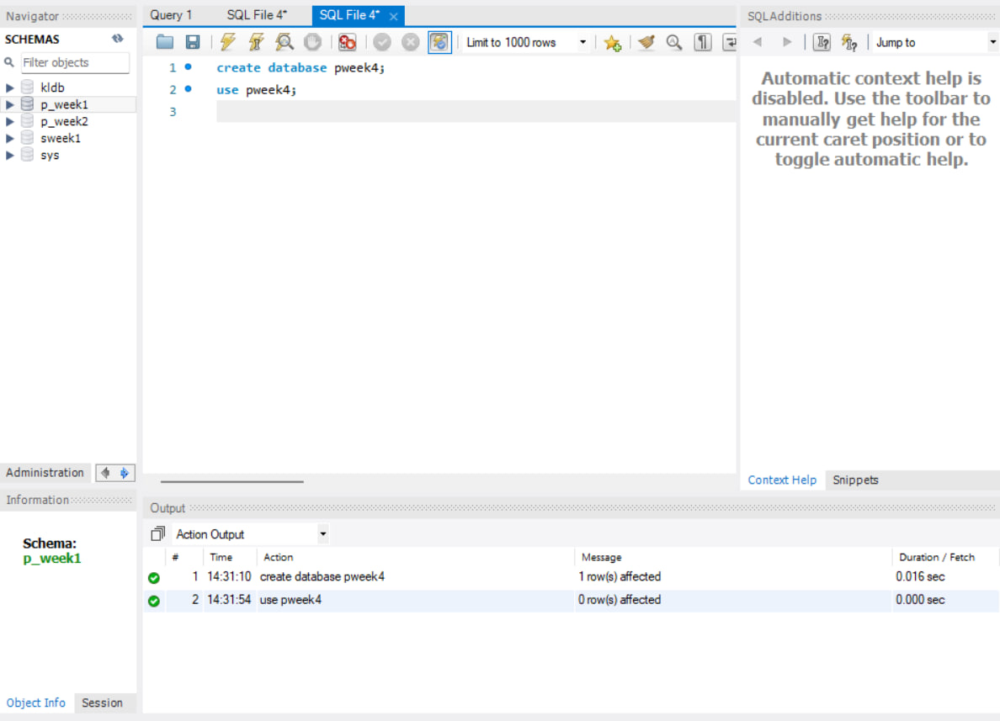 Navigator
SCHEMAS
Filter objects
kldb
p_week1
p_week2
sweek1
sys
Administration
Information
Schema:
p_week1
Object Info Session
Query 1 SQL File 4* SQL File 4*
Limit to 1000 rows
1 create database pweek4;
2 use pweek4;
3
SQLAdditions
Jump to
Automatic context help is
disabled. Use the toolbar to
manually get help for the
current caret position or to
toggle automatic help.
Context Help Snippets
Output
Action Output
# Time Action Message Duration / Fetch
1 14:31:10 create database pweek4 1 row(s) affected 0.016 sec
2 14:31:54 use pweek4 0 row(s) affected 0.000 sec